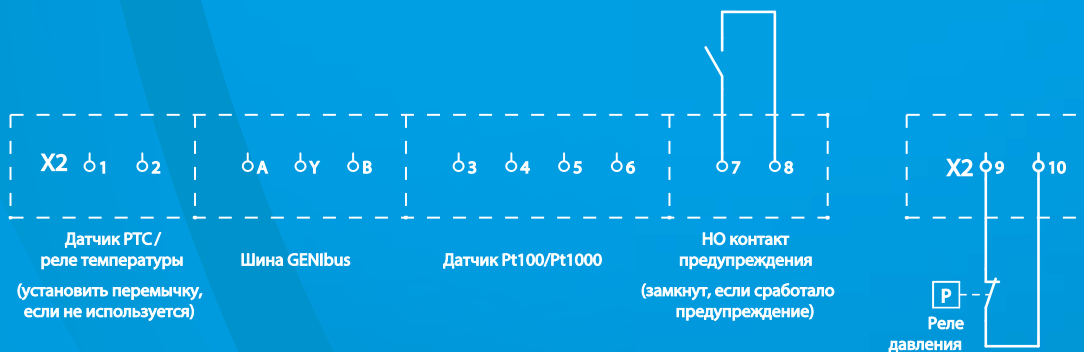 X2 1 2 A Y B 3 4 5 6 7 8 X2 9 10
Датчик PTC/
реле температуры
(установить перемычку,
если не используется)
Шина GENIbus
Датчик Pt100/Pt1000
НО контакт
предупреждения
(замкнут, если сработало
предупреждение)
P
Реле
давления